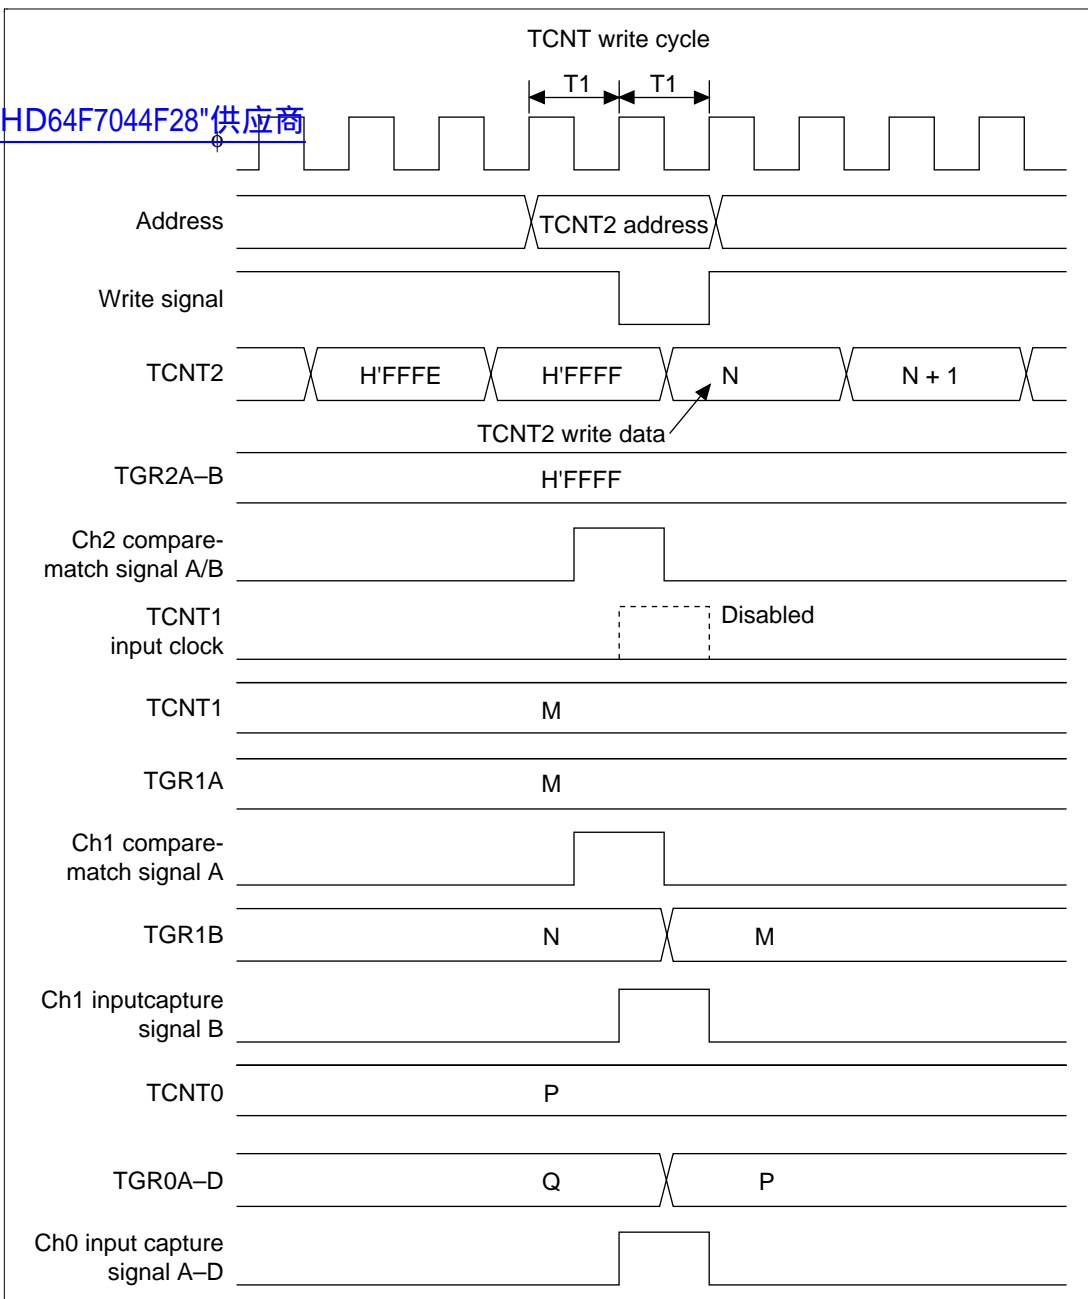 TCNT write cycle
T1 T1
HD64F7044F28"供应商
ϕ
Address
TCNT2 address
Write signal
TCNT2
H'FFFE
H'FFFF
N
N + 1
TCNT2 write data
TGR2A–B
H'FFFF
Ch2 compare-
match signal A/B
TCNT1
input clock
Disabled
TCNT1
M
TGR1A
M
Ch1 compare-
match signal A
TGR1B
N
M
Ch1 inputcapture
signal B
TCNT0
P
TGR0A–D
Q
P
Ch0 input capture
signal A–D